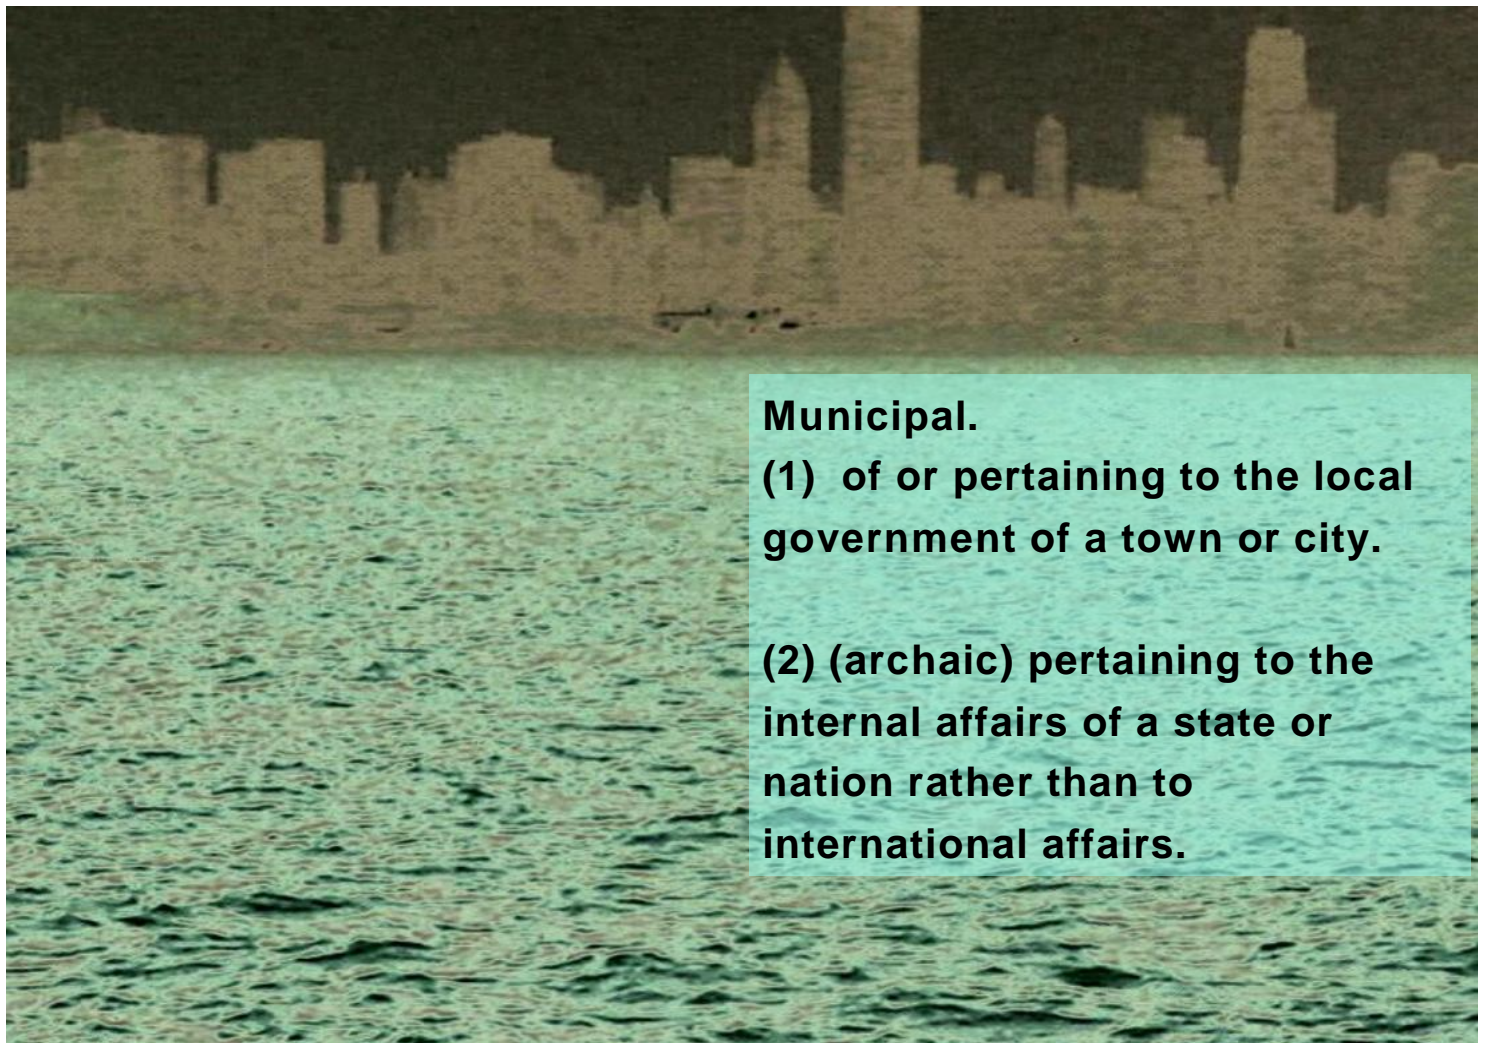 Municipal.
(1)  of or pertaining to the local
government of a town or city.
(2) (archaic) pertaining to the
internal affairs of a state or
nation rather than to
international affairs.